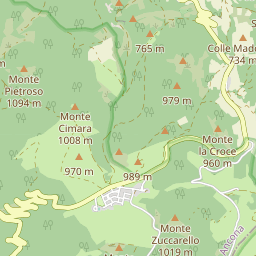 765 m
Colle Made
734 m
Monte
Pietroso
1094 m
979 m
Monte
Cimara
1008 m
Monte
la Croce
960 m
970 m
989 m
Monte
Zuccarello
1019 m
Ancona